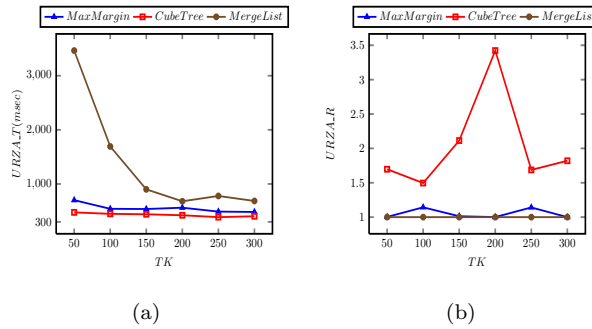 MaxMargin CubeTree MergeList
3,000
2,000
1,000
300
URZA_T(msec)
50 100 150 200 250 300
TK
(a)
MaxMargin CubeTree MergeList
3.5
3
2.5
2
1.5
1
URZA_R
50 100 150 200 250 300
TK
(b)